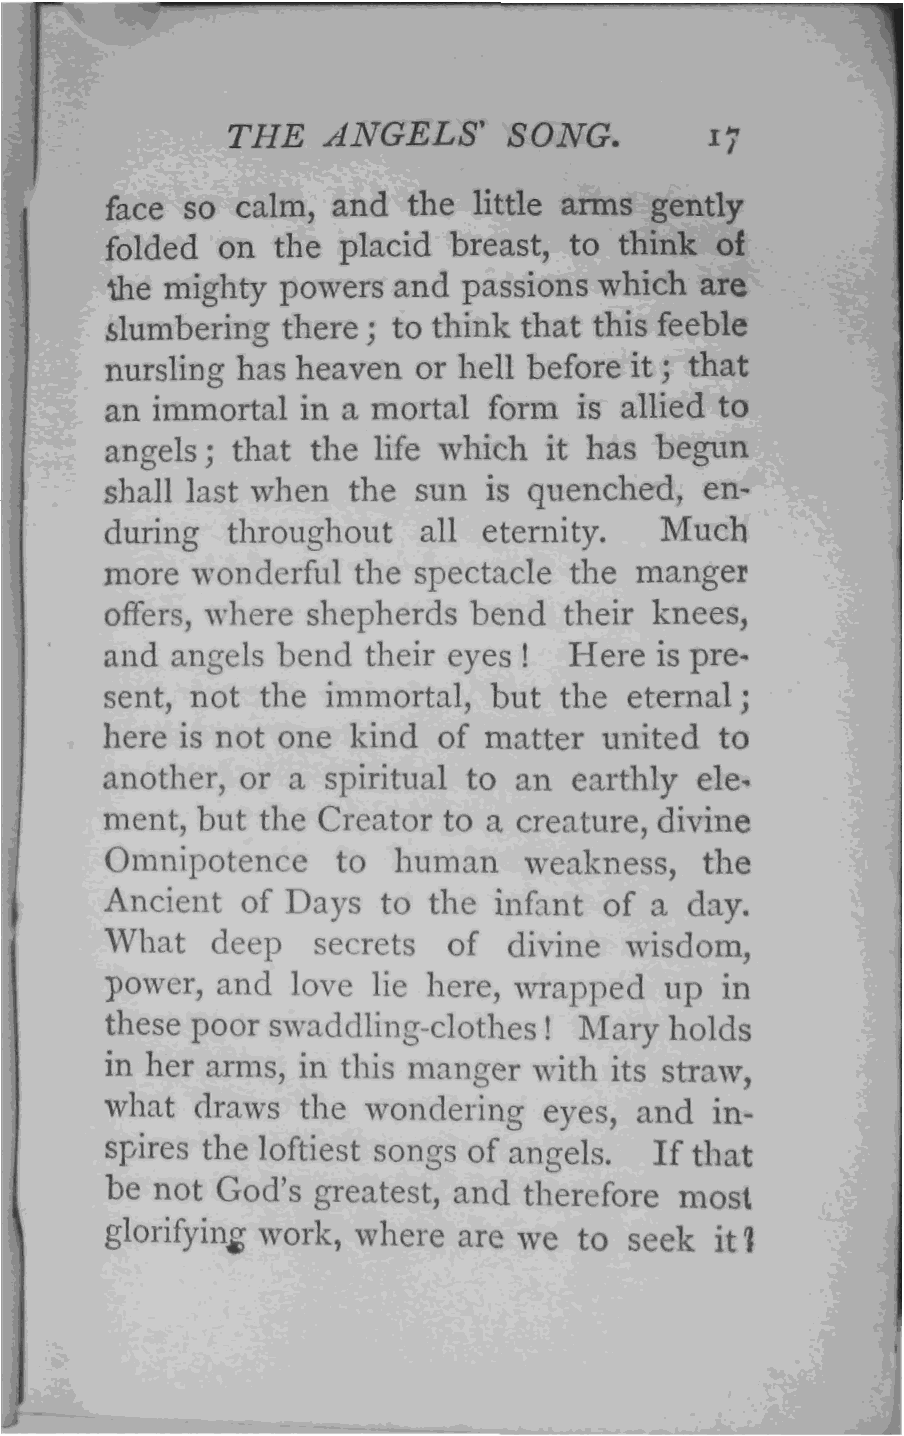 THE ANGELS' SONG. 17
face so calm, and the little arms gently
folded on the placid breast, to think of
the mighty powers and passions which are
slumbering there ; to think that this feeble
nursling has heaven or hell before it ; that
an immortal in a mortal form is allied to
angels ; that the life which it has begun
shall last when the sun is quenched, en-
during throughout all eternity. Much
more wonderful the spectacle the manger
offers, where shepherds bend their knees,
and angels bend their eyes ! Here is pre-
sent, not the immortal, but the eternal ;
here is not one kind of matter united to
another, or a spiritual to an earthly ele-
ment, but the Creator to a creature, divine
Omnipotence to human weakness, the
Ancient of Days to the infant of a day.
What deep secrets of divine wisdom,
power, and love lie here, wrapped up in
these poor swaddling-clothes ! Mary holds
in her arms, in this manger with its straw,
what draws the wondering eyes, and in-
spires the loftiest songs of angels. If that
be not God's greatest, and therefore most
glorifying work, where are we to seek it ?